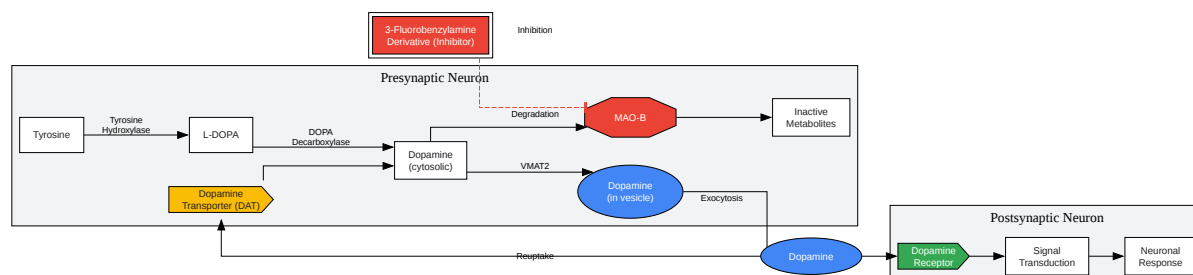 3-Fluorobenzylamine
Derivative (Inhibitor)
Inhibition
Presynaptic Neuron
Tyrosine
Tyrosine
Hydroxylase
L-DOPA
DOPA
Decarboxylase
Dopamine
(cytosolic)
Degradation
MAO-B
Inactive
Metabolites
VMAT2
Dopamine
(in vesicle)
Exocytosis
Dopamine
Transporter (DAT)
Reuptake
Dopamine
Postsynaptic Neuron
Dopamine
Receptor
Signal
Transduction
Neuronal
Response